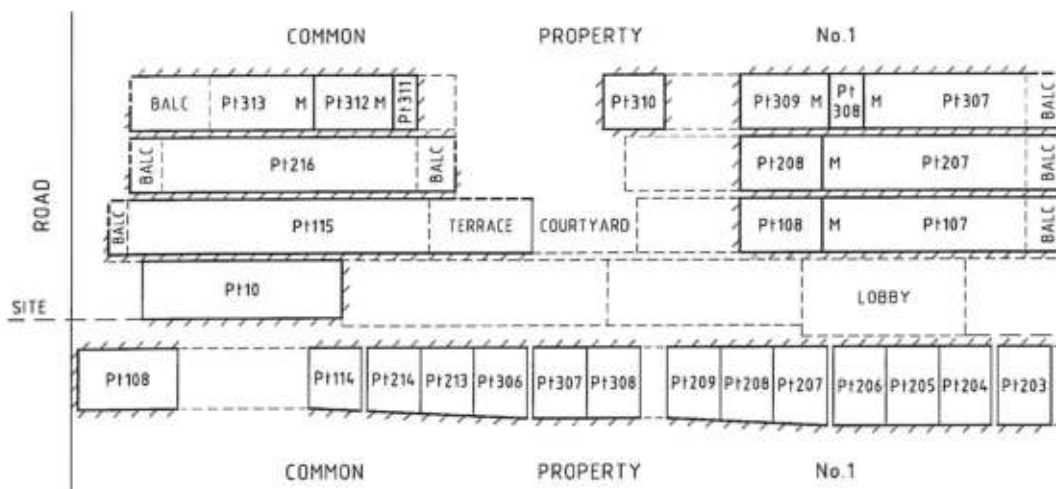 COMMON PROPERTY No.1
BALC Pt313 M Pt312 M Pt311 Pt310 Pt309 M Pt 308 M Pt307 BALC
BALC Pt216 BALC Pt208 M Pt207 BALC
ROAD
BALC Pt115 TERRACE COURTYARD Pt108 M Pt107 BALC
Pt10 LOBBY
SITE
Pt108 Pt114 Pt214 Pt213 Pt306 Pt307 Pt308 Pt209 Pt208 Pt207 Pt206 Pt205 Pt204 Pt203
COMMON PROPERTY No.1